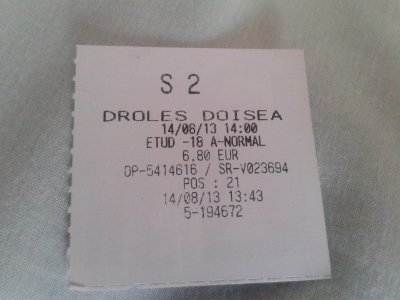 S 2
DROLES DOISEA
14/08/13 14:00
ETUD -18 A-NORMAL
6,80 EUR
OP-5414616 / SR-V023694
POS : 21
14/08/13 13:43
5-194672